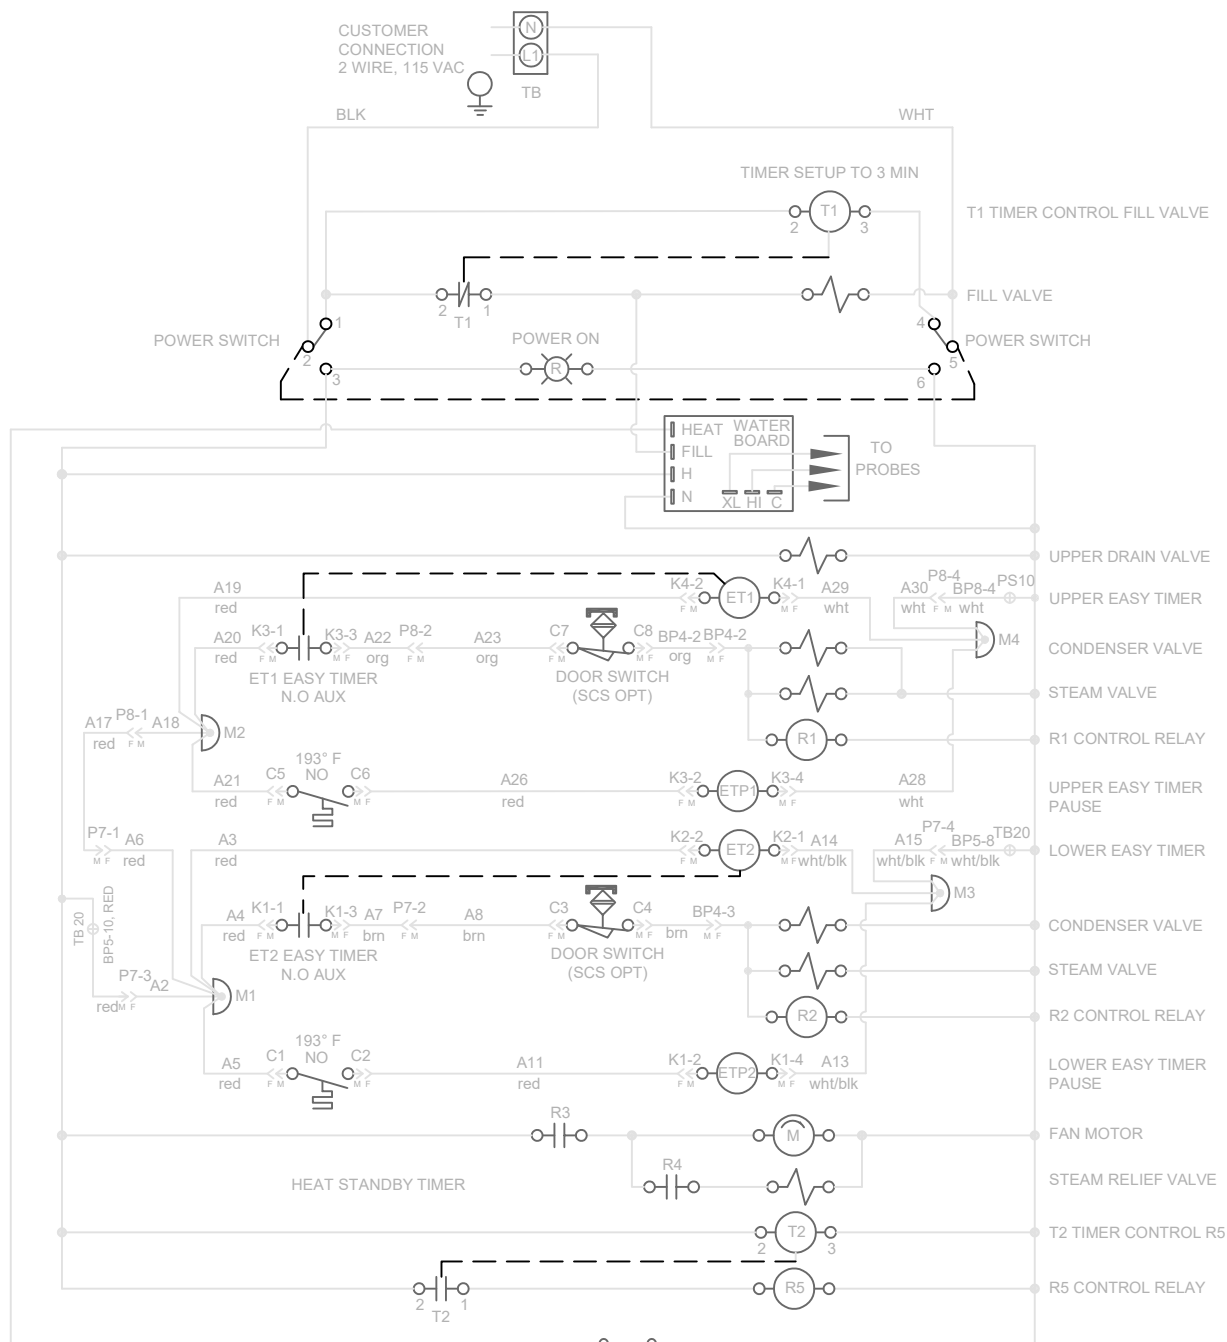 CUSTOMER
CONNECTION
2 WIRE, 115 VAC
N
L1
TB
BLK
WHT
TIMER SETUP TO 3 MIN
T1
2
3
T1 TIMER CONTROL FILL VALVE
2
1
T1
FILL VALVE
1
4
POWER SWITCH
2
POWER ON
5
POWER SWITCH
3
R
6
HEAT
WATER
BOARD
FILL
H
N
XL HI C
TO
PROBES
UPPER DRAIN VALVE
A19
red
K4-2
F M
ET1
K4-1
M F
A29
wht
A30
wht
P8-4
F M
BP8-4
wht
PS10
UPPER EASY TIMER
A20
red
K3-1
F M
K3-3
M F
A22
org
P8-2
F M
A23
org
C7
F M
C8
M F
BP4-2
org
BP4-2
M F
M4
CONDENSER VALVE
ET1 EASY TIMER
N.O AUX
DOOR SWITCH
(SCS OPT)
STEAM VALVE
A17
red
P8-1
F M
A18
M2
R1
R1 CONTROL RELAY
A21
red
C5
F M
193° F
NO
C6
M F
A26
red
K3-2
F M
ETP1
K3-4
M F
A28
wht
UPPER EASY TIMER
PAUSE
P7-1
M F
A6
red
A3
red
K2-2
F M
ET2
K2-1
M F
A14
wht/blk
A15
wht/blk
P7-4
F M
BP5-8
wht/blk
TB20
LOWER EASY TIMER
M3
TB 20
BP5-10, RED
A4
red
K1-1
F M
K1-3
M F
A7
brn
P7-2
F M
A8
brn
C3
F M
C4
M F
brn
BP4-3
M F
CONDENSER VALVE
ET2 EASY TIMER
N.O AUX
DOOR SWITCH
(SCS OPT)
STEAM VALVE
P7-3
red
M F
A2
M1
R2
R2 CONTROL RELAY
A5
red
C1
F M
193° F
NO
C2
M F
A11
red
K1-2
F M
ETP2
K1-4
M F
A13
wht/blk
LOWER EASY TIMER
PAUSE
R3
M
FAN MOTOR
HEAT STANDBY TIMER
R4
STEAM RELIEF VALVE
T2
2
3
T2 TIMER CONTROL R5
2
1
T2
R5
R5 CONTROL RELAY